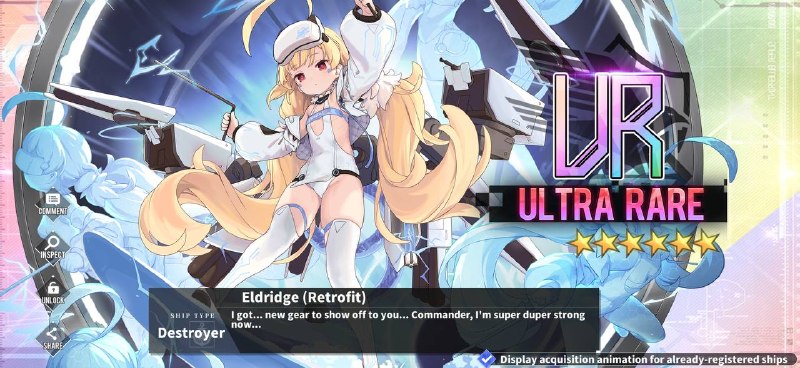 UR
ULTRA RARE
COMMENT
INSPECT
UNLOCK
SHARE
Eldridge (Retrofit)
SHIP TYPE
Destroyer
I got... new gear to show off to you... Commander, I'm super duper strong
now...
Display acquisition animation for already-registered ships